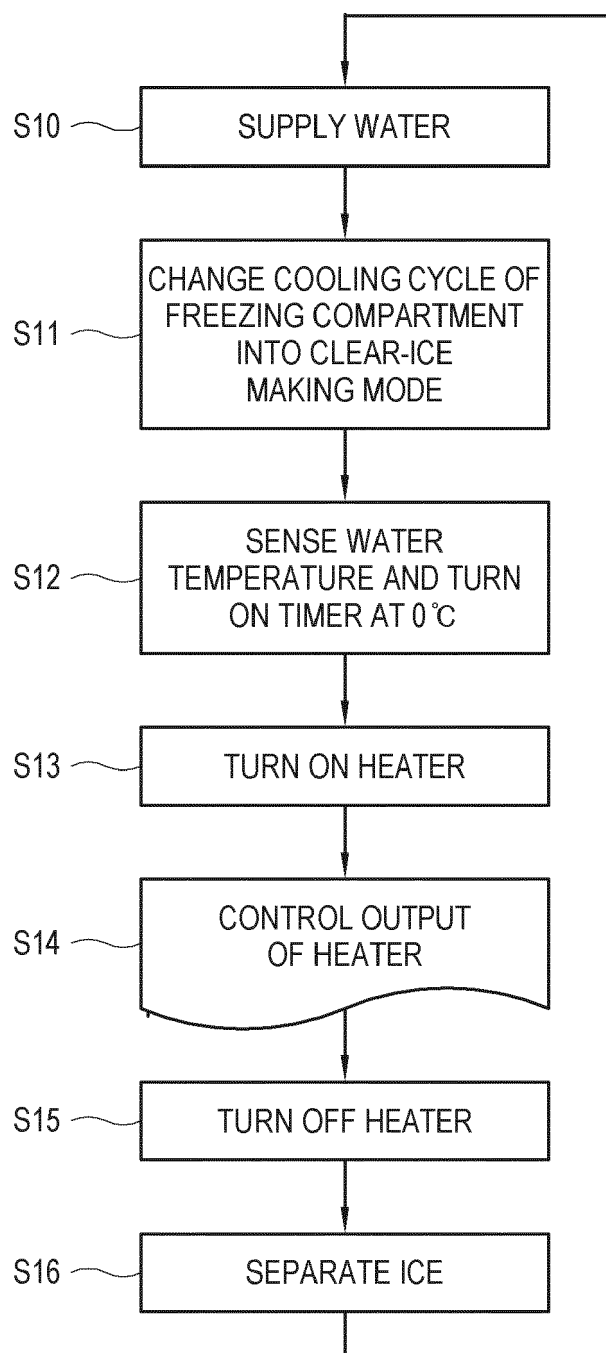 S10
SUPPLY WATER
S11
CHANGE COOLING CYCLE OF
FREEZING COMPARTMENT
INTO CLEAR-ICE
MAKING MODE
S12
SENSE WATER
TEMPERATURE AND TURN
ON TIMER AT 0℃
S13
TURN ON HEATER
S14
CONTROL OUTPUT
OF HEATER
S15
TURN OFF HEATER
S16
SEPARATE ICE